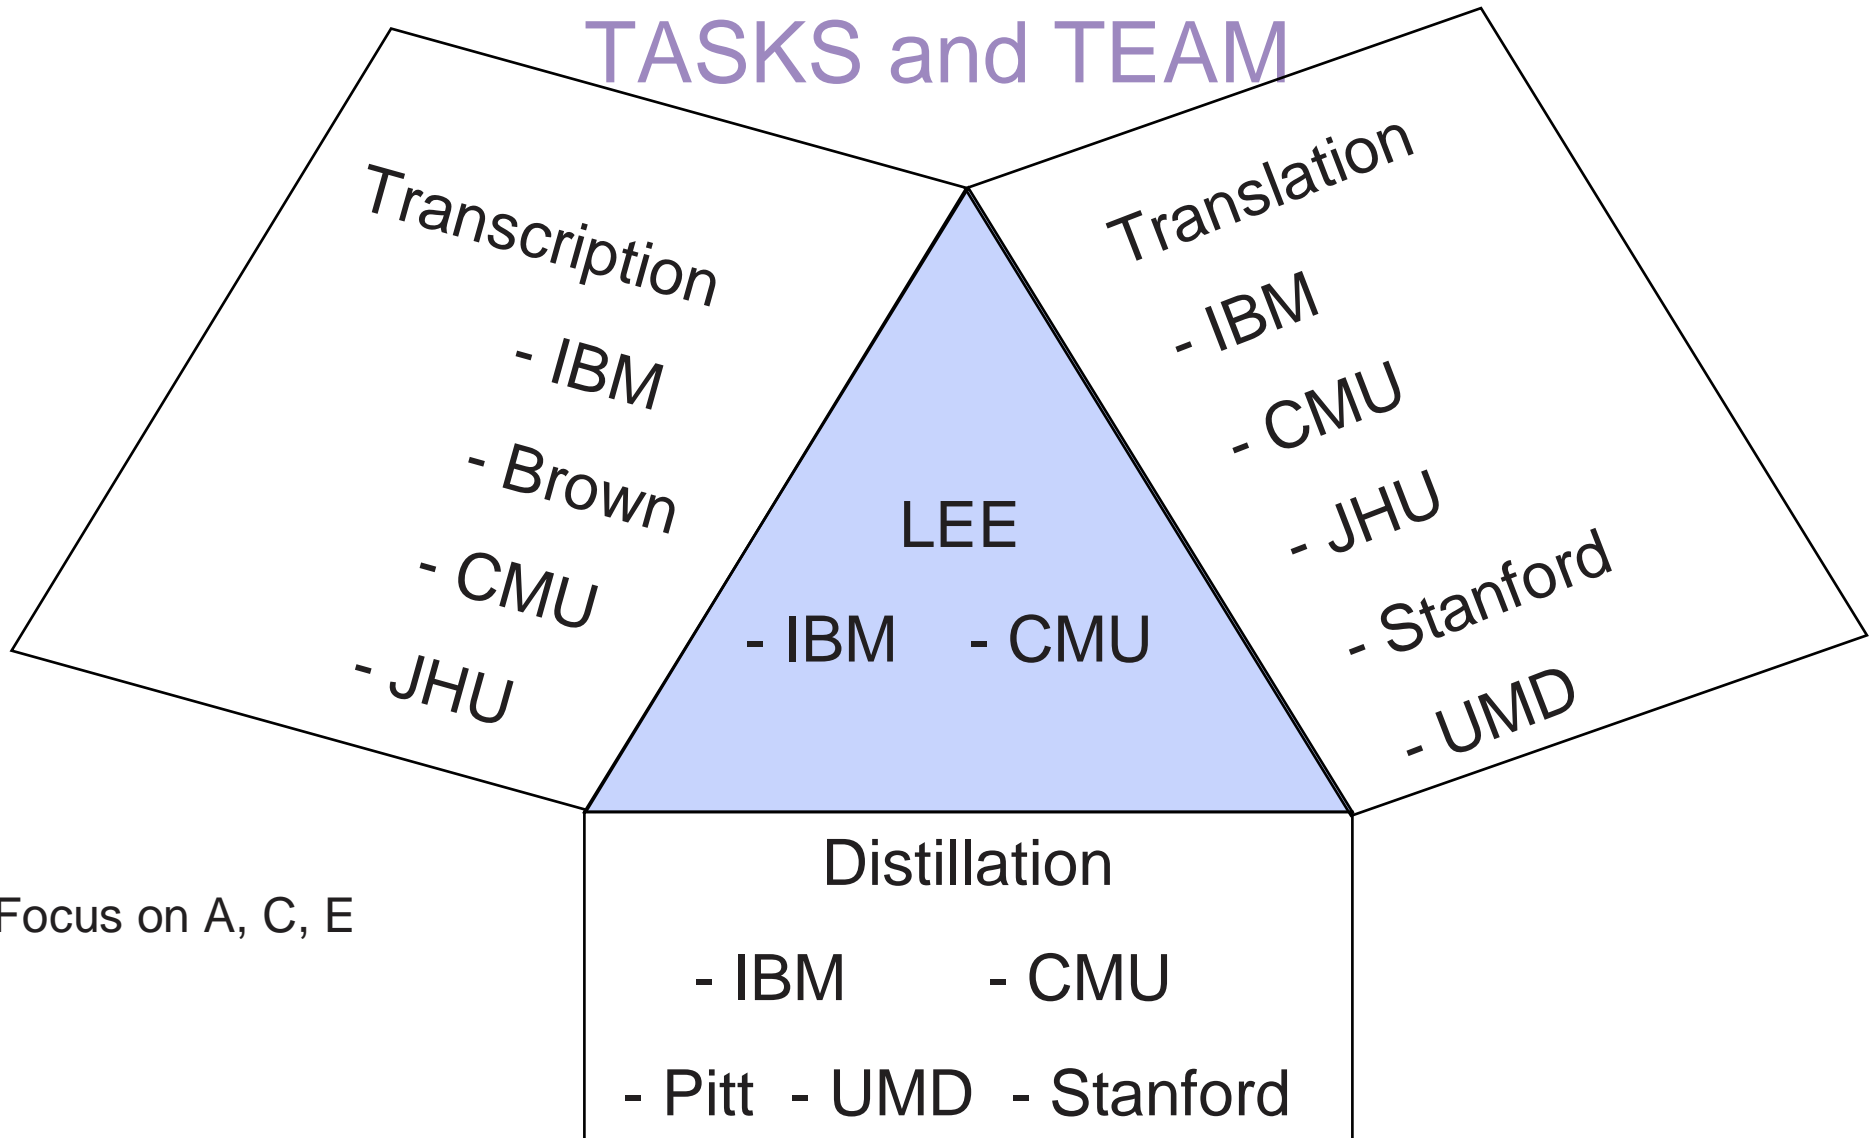 TASKS and TEAM
Transcription
- IBM
- Brown
- CMU
- JHU
Translation
- IBM
- CMU
- JHU
- Stanford
- UMD
LEE
- IBM - CMU
Distillation
- IBM - CMU
- Pitt - UMD - Stanford
Focus on A, C, E